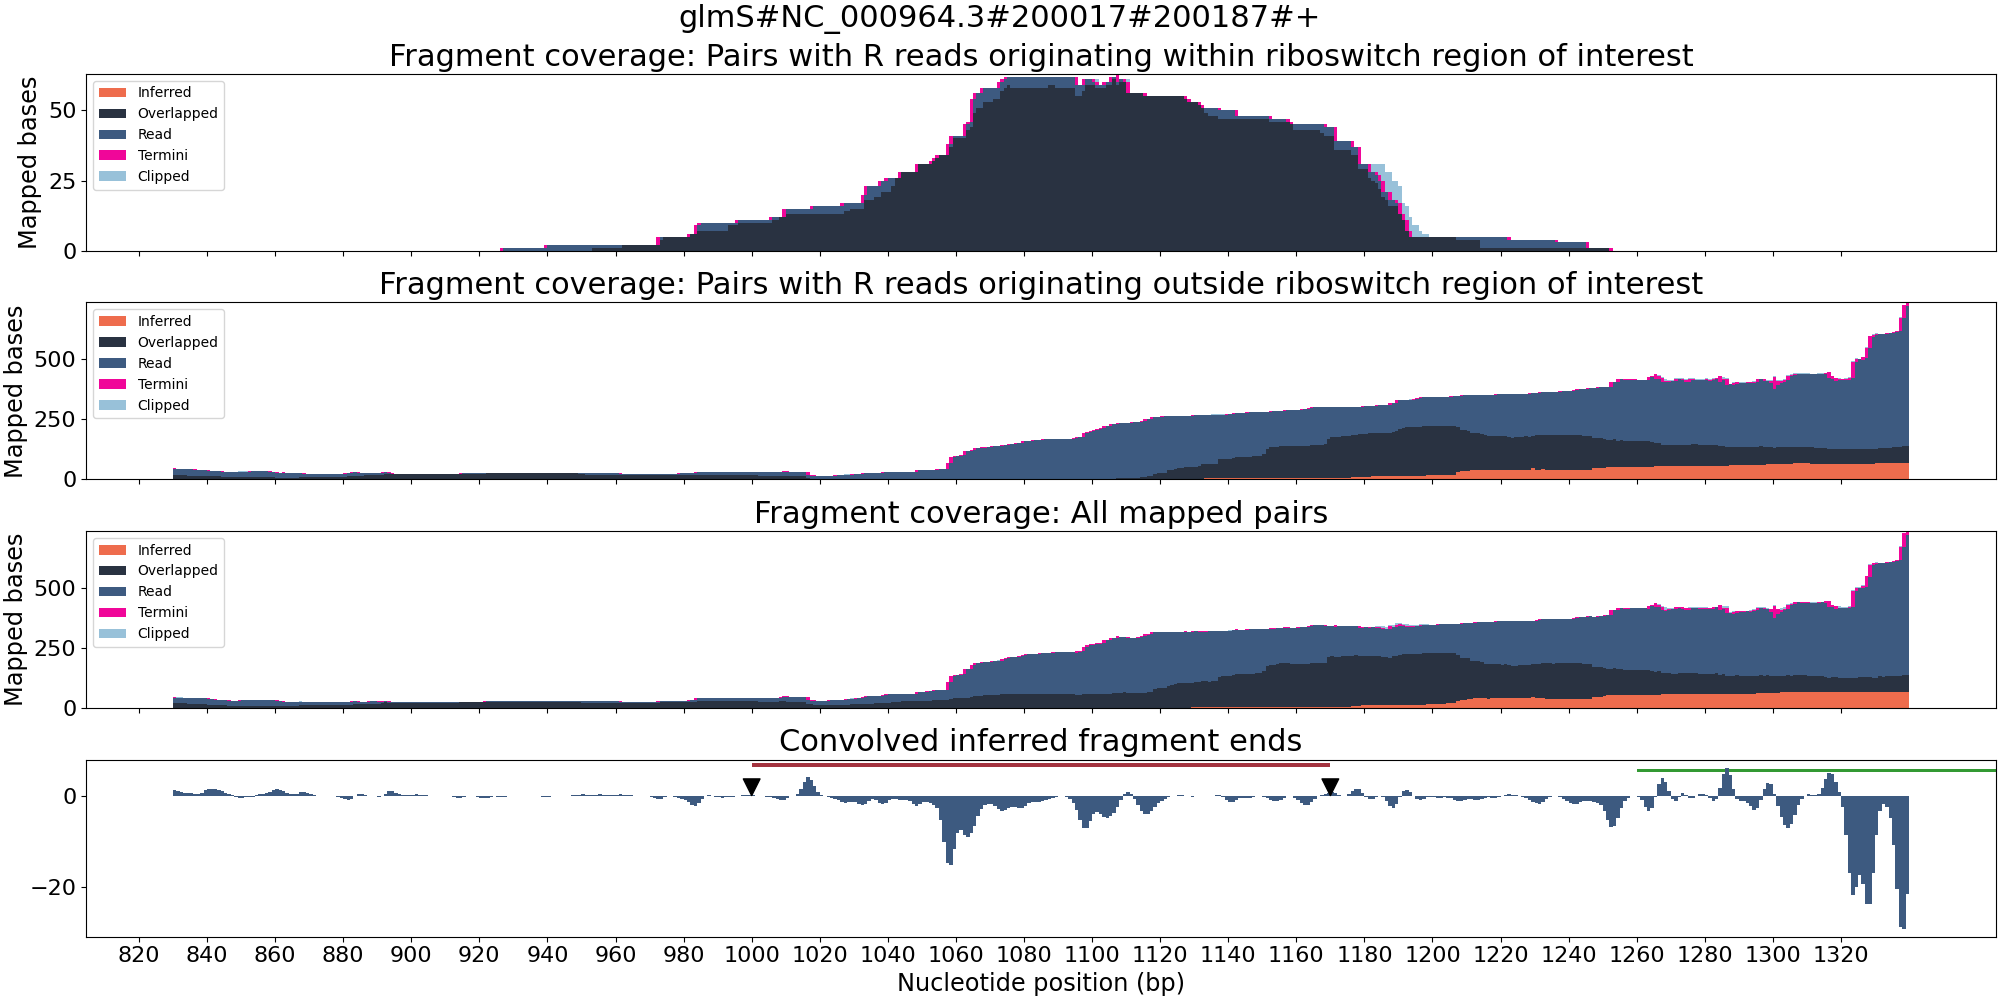 glmS#NC_000964.3#200017#200187#+
Fragment coverage: Pairs with R reads originating within riboswitch region of interest
Mapped bases
50
25
0
Inferred
Overlapped
Read
Termini
Clipped
Fragment coverage: Pairs with R reads originating outside riboswitch region of interest
Mapped bases
500
250
0
Inferred
Overlapped
Read
Termini
Clipped
Fragment coverage: All mapped pairs
Mapped bases
500
250
0
Inferred
Overlapped
Read
Termini
Clipped
Convolved inferred fragment ends
0
−20
820 840 860 880 900 920 940 960 980 1000 1020 1040 1060 1080 1100 1120 1140 1160 1180 1200 1220 1240 1260 1280 1300 1320
Nucleotide position (bp)